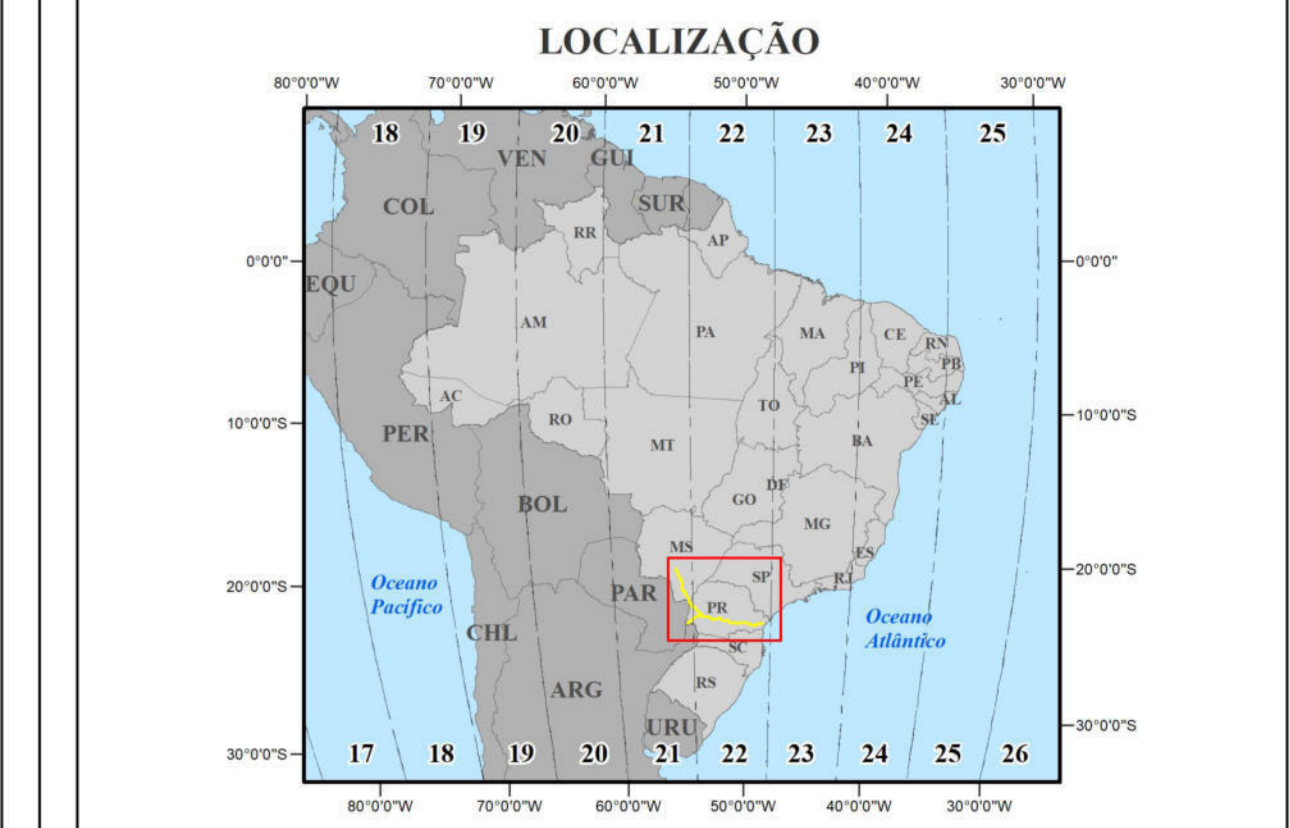 LOCALIZAÇÃO
80°0'0"W 70°0'0"W 60°0'0"W 50°0'0"W 40°0'0"W 30°0'0"W
18 19 20 21 22 23 24 25
VEN GUI
COL SUR
RR AP
0°0'0" 0°0'0"
EQU
AM PA MA CE RN
PI PB
PE
AC TO AL
RO SE
10°0'0"S 10°0'0"S
PER MT BA
DF
BOL GO
MG
MS ES
SP RJ
20°0'0"S 20°0'0"S
Oceano
Pacífico
PAR PR
Oceano
Atlântico
CHL SC
ARG RS
URU
30°0'0"S 30°0'0"S
17 18 19 20 21 22 23 24 25 26
80°0'0"W 70°0'0"W 60°0'0"W 50°0'0"W 40°0'0"W 30°0'0"W